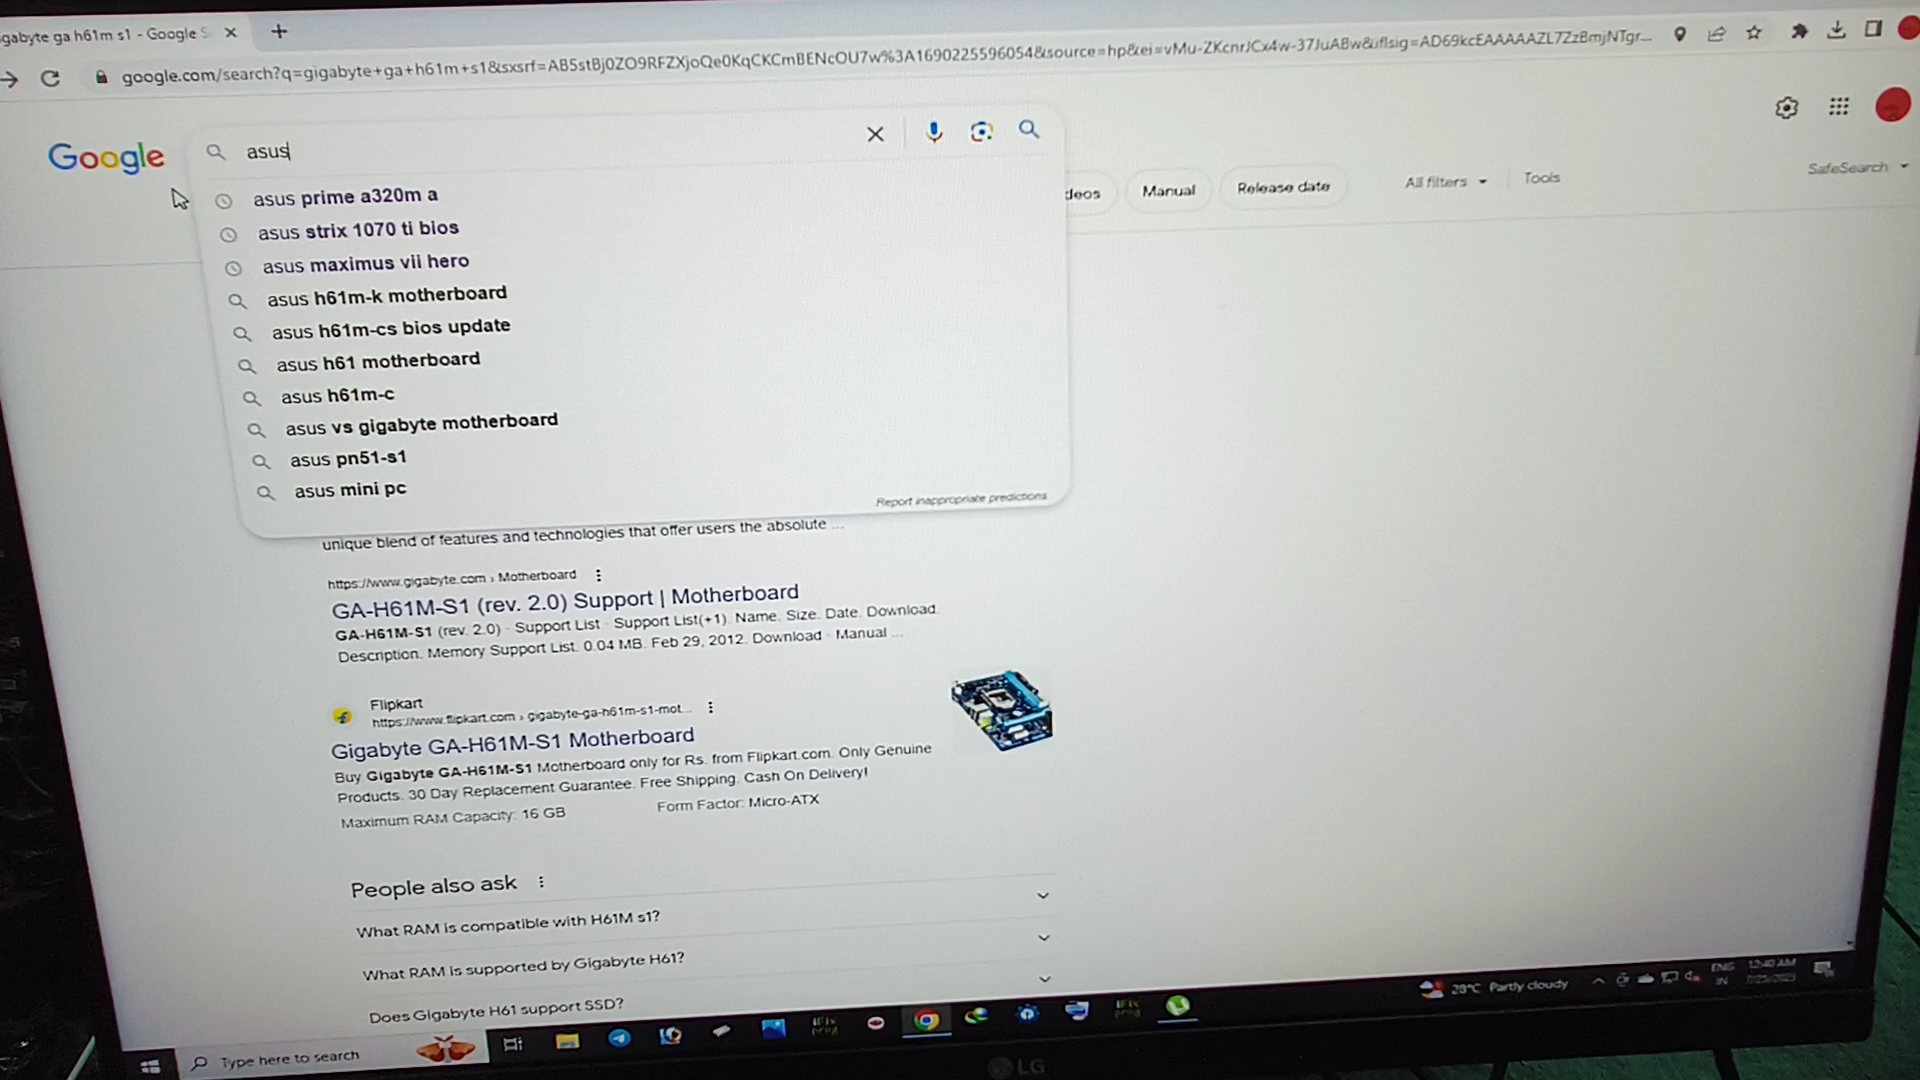 gabyte ga h61m s1 - Google S
google.com/search?q=gigabyte+ga+h61m+s1&sxsrf=AB5stBj0ZO9RFZXjoQe0KqCKCmBENcOU7w%3A1690225596054&source=hp&ei=vMu-ZKcnrJCx4w-37JuABw&iflsig=AD69kcEAAAAAZL7ZzBmjNTgr...
Google
asus
deos
Manual
Release date
All filters
Tools
SafeSearch
asus prime a320m a
asus strix 1070 ti bios
asus maximus vii hero
asus h61m-k motherboard
asus h61m-cs bios update
asus h61 motherboard
asus h61m-c
asus vs gigabyte motherboard
asus pn51-s1
asus mini pc
Report inappropriate predictions
unique blend of features and technologies that offer users the absolute ...
https://www.gigabyte.com › Motherboard
GA-H61M-S1 (rev. 2.0) Support | Motherboard
GA-H61M-S1 (rev. 2.0) · Support List · Support List(+1). Name. Size. Date. Download.
Description. Memory Support List. 0.04 MB. Feb 29, 2012. Download · Manual ...
Flipkart
https://www.flipkart.com › gigabyte-ga-h61m-s1-mot...
Gigabyte GA-H61M-S1 Motherboard
Buy Gigabyte GA-H61M-S1 Motherboard only for Rs. from Flipkart.com. Only Genuine
Products. 30 Day Replacement Guarantee. Free Shipping. Cash On Delivery!
Maximum RAM Capacity: 16 GB
Form Factor: Micro-ATX
People also ask
What RAM is compatible with H61M s1?
What RAM is supported by Gigabyte H61?
Does Gigabyte H61 support SSD?
Type here to search
28°C Partly cloudy
ENG
IN
12:40 AM
7/25/2023
LG